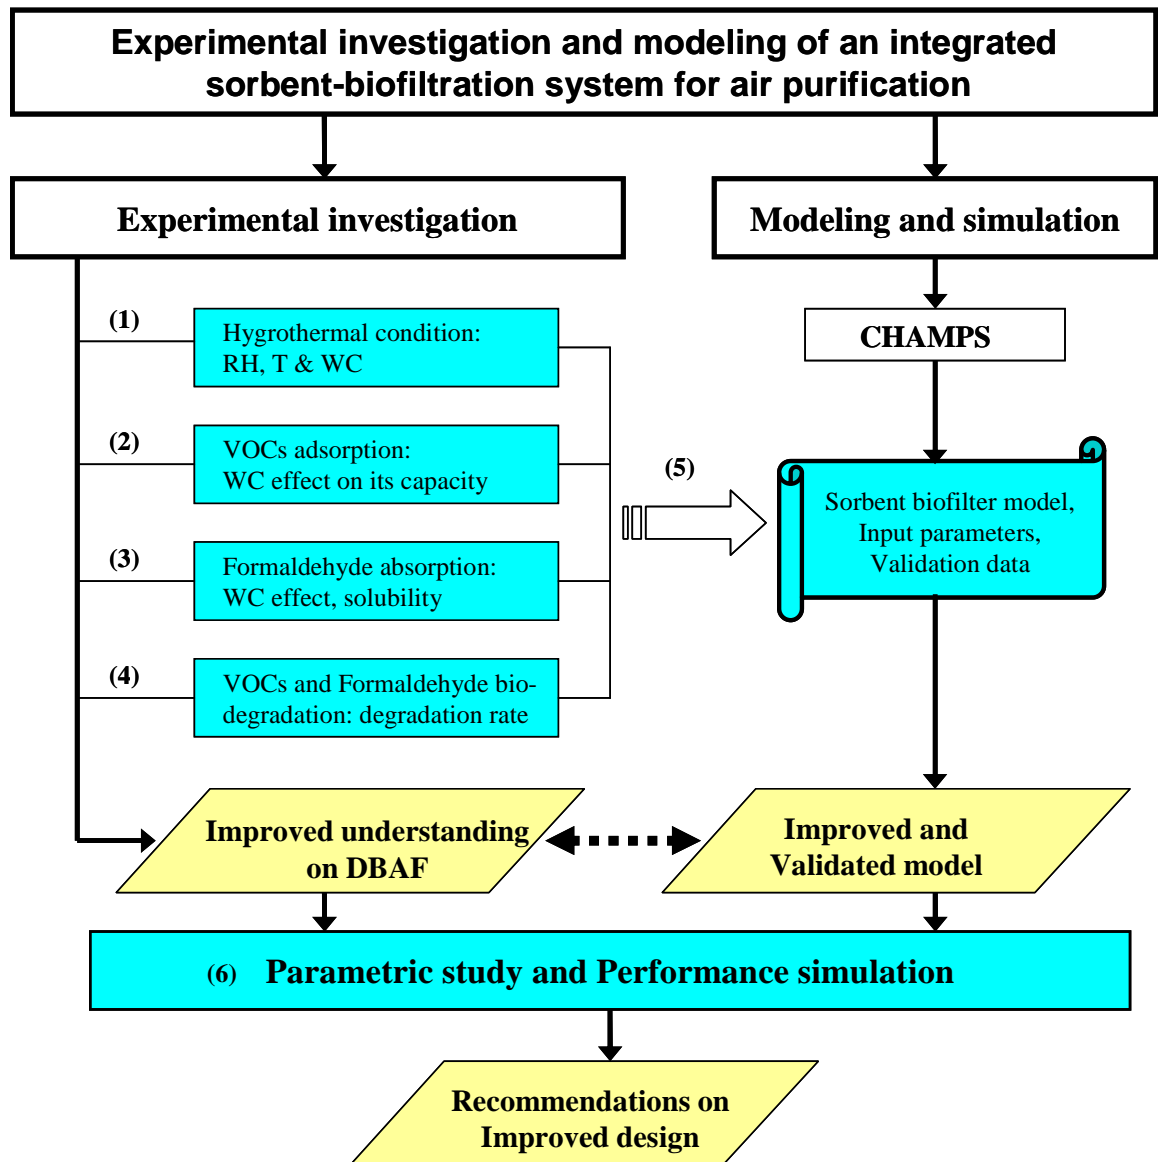 Experimental investigation and modeling of an integrated
sorbent-biofiltration system for air purification
Experimental investigation
Modeling and simulation
(1)
Hygrothermal condition:
RH, T & WC
CHAMPS
(2)
VOCs adsorption:
WC effect on its capacity
(5)
Sorbent biofilter model,
Input parameters,
Validation data
(3)
Formaldehyde absorption:
WC effect, solubility
(4)
VOCs and Formaldehyde bio-
degradation: degradation rate
Improved understanding
on DBAF
Improved and
Validated model
(6) Parametric study and Performance simulation
Recommendations on
Improved design